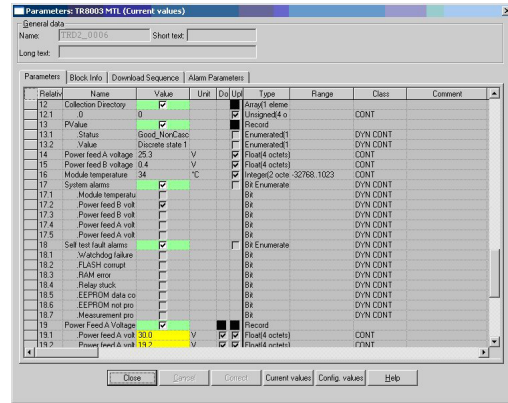 Parameters: TR8003 MTL (Current values)
General data
Name: TRD2_0006 Short text:
Long text:
Parameters Block Info Download Sequence Alarm Parameters
Relativ Name Value Unit Do Upl Type Range Class Comment
12 Collection Directory Array(1 eleme
12.1 .0 0 Unsigned(4 o CONT
13 PValue Record
13.1 .Status Good_NonCasc Enumerated(1 DYN CONT
13.2 .Value Discrete state 1 Enumerated(1 DYN CONT
14 Power feed A voltage 25.3 V Float(4 octets) CONT
15 Power feed B voltage 0.4 V Float(4 octets) CONT
16 Module temperature 34 °C Integer(2 octe -32768..1023 CONT
17 System alarms Bit Enumerate DYN CONT
17.1 .Module temperatu Bit DYN CONT
17.2 .Power feed B volt Bit DYN CONT
17.3 .Power feed B volt Bit DYN CONT
17.4 .Power feed A volt Bit DYN CONT
17.5 .Power feed A volt Bit DYN CONT
18 Self test fault alarms Bit Enumerate DYN CONT
18.1 .Watchdog failure Bit DYN CONT
18.2 .FLASH corrupt Bit DYN CONT
18.3 .RAM error Bit DYN CONT
18.4 .Relay stuck Bit DYN CONT
18.5 .EEPROM data co Bit DYN CONT
18.6 .EEPROM not pro Bit DYN CONT
18.7 .Measurement pro Bit DYN CONT
19 Power Feed A Voltage Record
19.1 .Power feed A volt 30.0 V Float(4 octets) CONT
19.2 .Power feed A volt 19.2 V Float(4 octets) CONT
Close Cancel Correct Current values Config. values Help